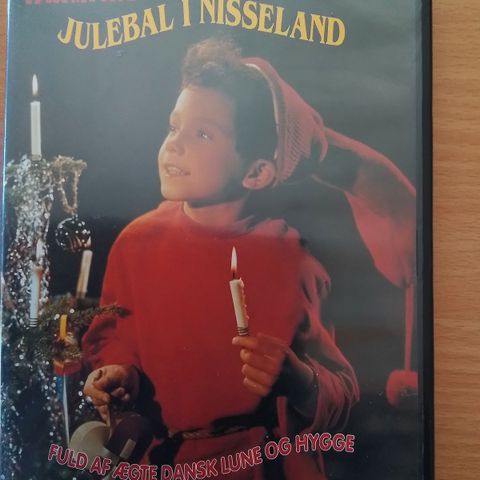 JULEBAL I NISSELAND
FULD AF ÆGTE DANSK LUNE OG HYGGE